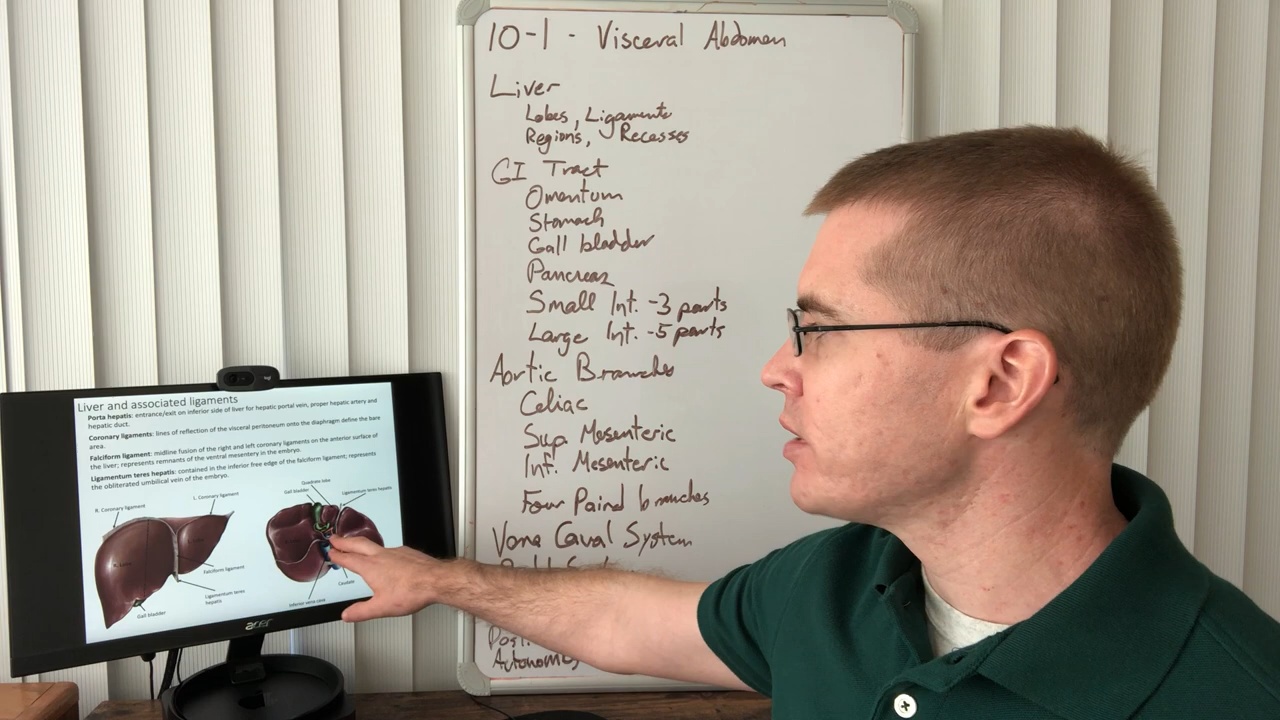 10-1 - Visceral Abdomen
Liver
Lobes, Ligaments
Regions, Recesses
GI Tract
Omentum
Stomach
Gall bladder
Pancreas
Small Int. -3 parts
Large Int. -5 parts
Aortic Branches
Celiac
Sup Mesenteric
Inf. Mesenteric
Four Paired branches
Vena Caval System
Autonomics
Liver and associated ligaments
Porta hepatis: entrance/exit on inferior side of liver for hepatic portal vein, proper hepatic artery and
hepatic duct.
Coronary ligaments: lines of reflection of the visceral peritoneum onto the diaphragm define the bare
area.
Falciform ligament: midline fusion of the right and left coronary ligaments on the anterior surface of
the liver; represents remnants of the ventral mesentery in the embryo.
Ligamentum teres hepatis: contained in the inferior free edge of the falciform ligament; represents
the obliterated umbilical vein of the embryo.
R. Coronary ligament
L. Coronary ligament
Falciform ligament
Ligamentum teres
hepatis
Gall bladder
Quadrate lobe
Gall bladder
Ligamentum teres hepatis
Caudate
Inferior vena cava
acer